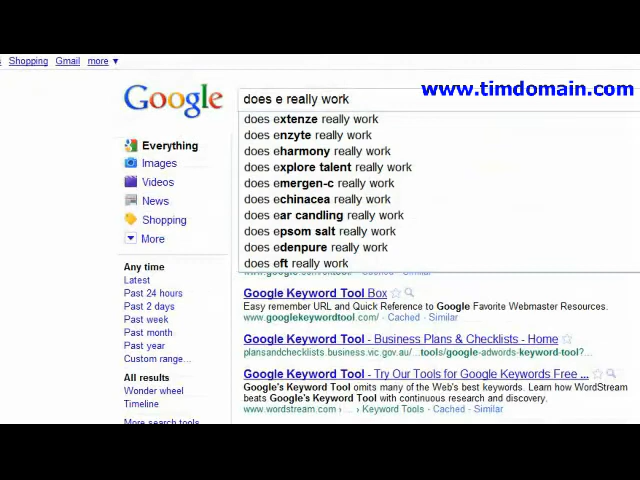 Shopping Gmail more ▼
www.timdomain.com
Google
does e really work
does extenze really work
does enzyte really work
does eharmony really work
does explore talent really work
does emergen-c really work
does echinacea really work
does ear candling really work
does epsom salt really work
does edenpure really work
does eft really work
Everything
Images
Videos
News
Shopping
More
Any time
Latest
Past 24 hours
Past 2 days
Past week
Past month
Past year
Custom range...
All results
Wonder wheel
Timeline
More search tools
Cached - Similar
Google Keyword Tool Box
Easy remember URL and Quick Reference to Google Favorite Webmaster Resources.
www.googlekeywordtool.com/ - Cached - Similar
Google Keyword Tool - Business Plans & Checklists - Home
plansandchecklists.business.vic.gov.au/...tools/google-adwords-keyword-tool?...
Google Keyword Tool - Try Our Tools for Google Keywords Free ...
Google's Keyword Tool omits many of the Web's best keywords. Learn how WordStream
beats Google's Keyword Tool with continuous research and discovery.
www.wordstream.com › ... › Keyword Tools - Cached - Similar